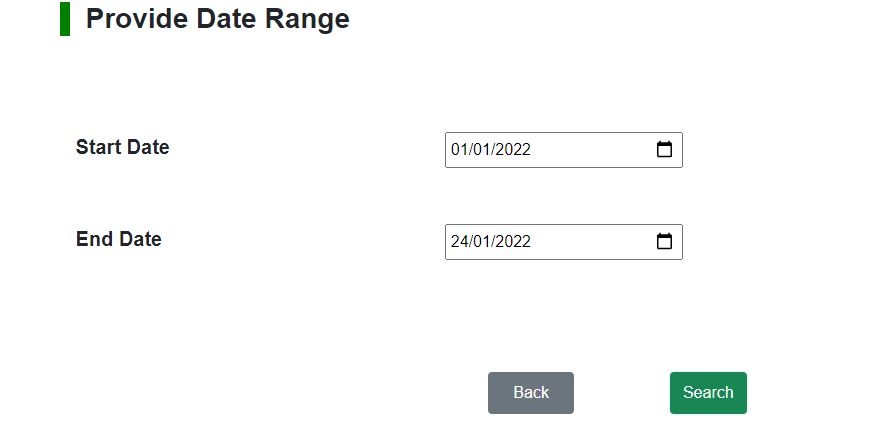 Provide Date Range
Start Date 01/01/2022
End Date 24/01/2022
Back Search